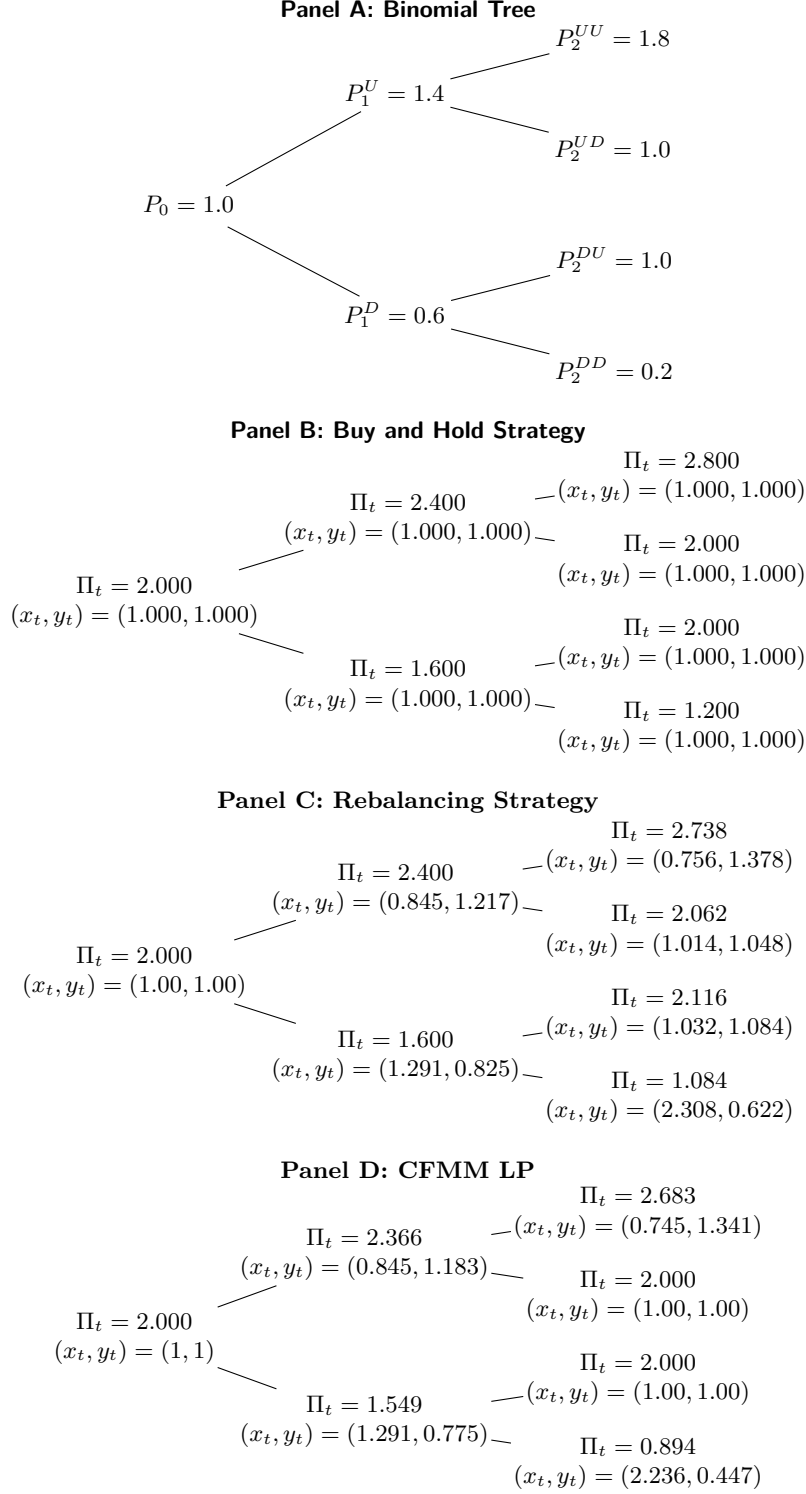 Panel A: Binomial Tree
P_2^{UU} = 1.8
P_1^U = 1.4
P_2^{UD} = 1.0
P_0 = 1.0
P_2^{DU} = 1.0
P_1^D = 0.6
P_2^{DD} = 0.2
Panel B: Buy and Hold Strategy
Π_t = 2.800
(x_t, y_t) = (1.000, 1.000)
Π_t = 2.400
(x_t, y_t) = (1.000, 1.000)
Π_t = 2.000
(x_t, y_t) = (1.000, 1.000)
Π_t = 2.000
(x_t, y_t) = (1.000, 1.000)
Π_t = 2.000
(x_t, y_t) = (1.000, 1.000)
Π_t = 1.600
(x_t, y_t) = (1.000, 1.000)
Π_t = 1.200
(x_t, y_t) = (1.000, 1.000)
Panel C: Rebalancing Strategy
Π_t = 2.738
(x_t, y_t) = (0.756, 1.378)
Π_t = 2.400
(x_t, y_t) = (0.845, 1.217)
Π_t = 2.062
(x_t, y_t) = (1.014, 1.048)
Π_t = 2.000
(x_t, y_t) = (1.00, 1.00)
Π_t = 2.116
(x_t, y_t) = (1.032, 1.084)
Π_t = 1.600
(x_t, y_t) = (1.291, 0.825)
Π_t = 1.084
(x_t, y_t) = (2.308, 0.622)
Panel D: CFMM LP
Π_t = 2.683
(x_t, y_t) = (0.745, 1.341)
Π_t = 2.366
(x_t, y_t) = (0.845, 1.183)
Π_t = 2.000
(x_t, y_t) = (1.00, 1.00)
Π_t = 2.000
(x_t, y_t) = (1, 1)
Π_t = 2.000
(x_t, y_t) = (1.00, 1.00)
Π_t = 1.549
(x_t, y_t) = (1.291, 0.775)
Π_t = 0.894
(x_t, y_t) = (2.236, 0.447)